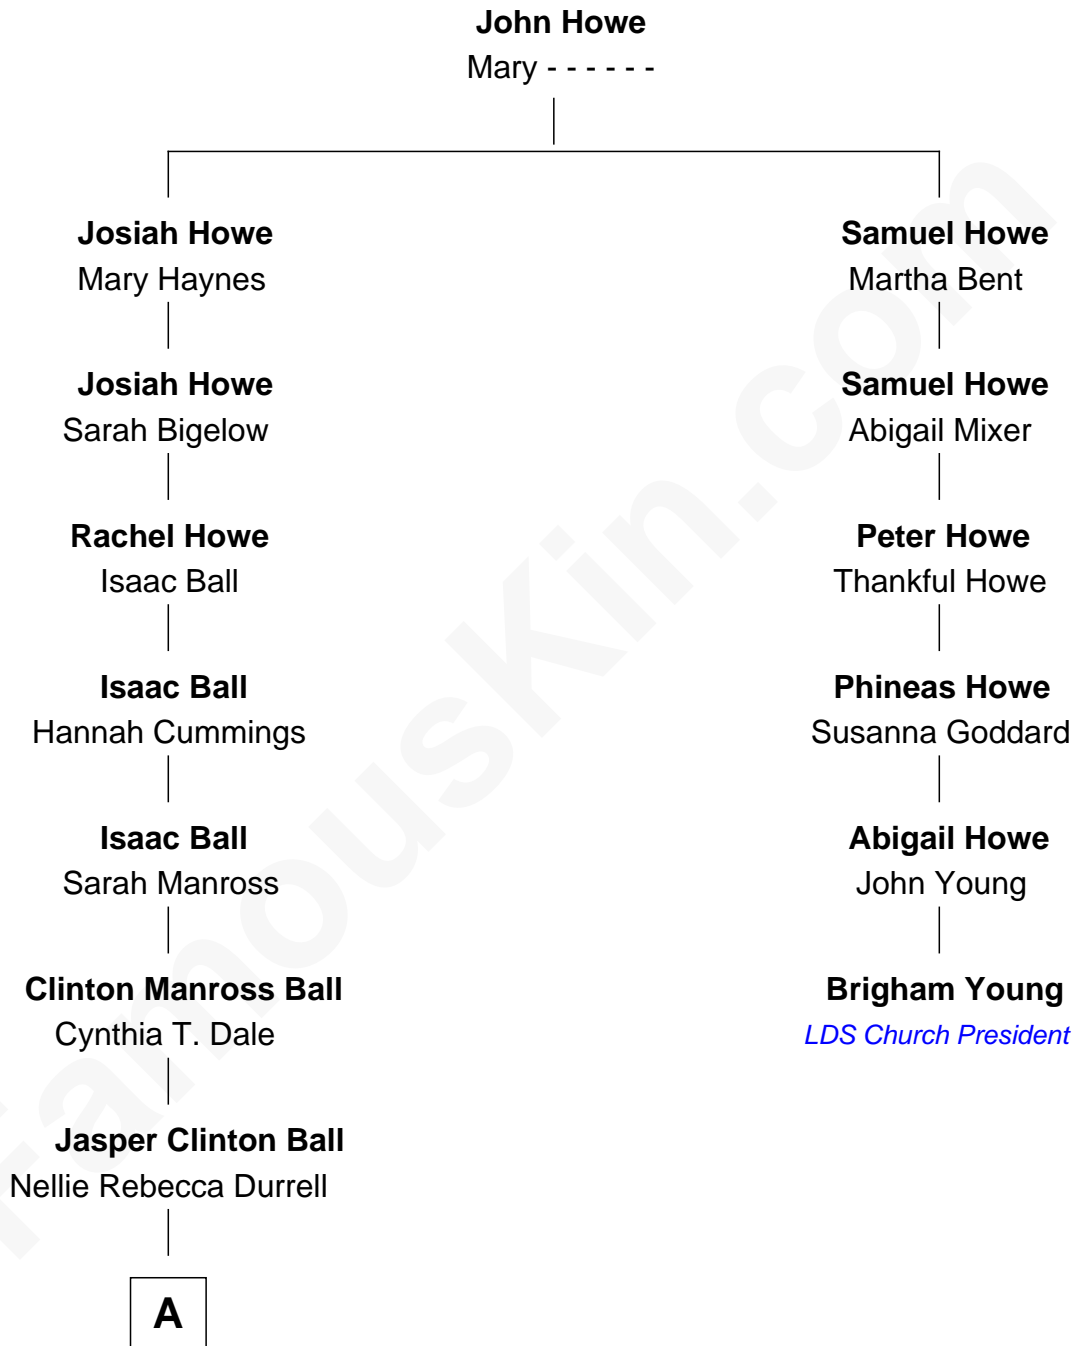 John Howe
Mary - - - - - -
Josiah Howe
Mary Haynes
Samuel Howe
Martha Bent
Josiah Howe
Sarah Bigelow
Samuel Howe
Abigail Mixer
Rachel Howe
Isaac Ball
Peter Howe
Thankful Howe
Isaac Ball
Hannah Cummings
Phineas Howe
Susanna Goddard
Isaac Ball
Sarah Manross
Abigail Howe
John Young
Clinton Manross Ball
Cynthia T. Dale
Brigham Young
LDS Church President
Jasper Clinton Ball
Nellie Rebecca Durrell
A
FamousKin.com